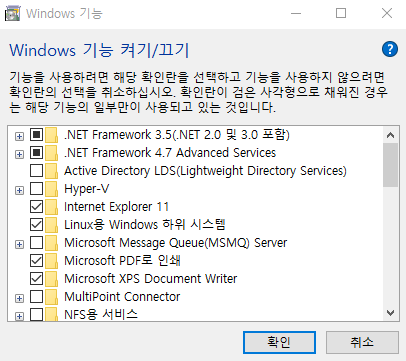 Windows 기능
Windows 기능 켜기/끄기
기능을 사용하려면 해당 확인란을 선택하고 기능을 사용하지 않으려면
확인란의 선택을 취소하십시오. 확인란이 검은 사각형으로 채워진 경우
는 해당 기능의 일부만이 사용되고 있는 것입니다.
.NET Framework 3.5(.NET 2.0 및 3.0 포함)
.NET Framework 4.7 Advanced Services
Active Directory LDS(Lightweight Directory Services)
Hyper-V
Internet Explorer 11
Linux용 Windows 하위 시스템
Microsoft Message Queue(MSMQ) Server
Microsoft PDF로 인쇄
Microsoft XPS Document Writer
MultiPoint Connector
NFS용 서비스
확인 취소